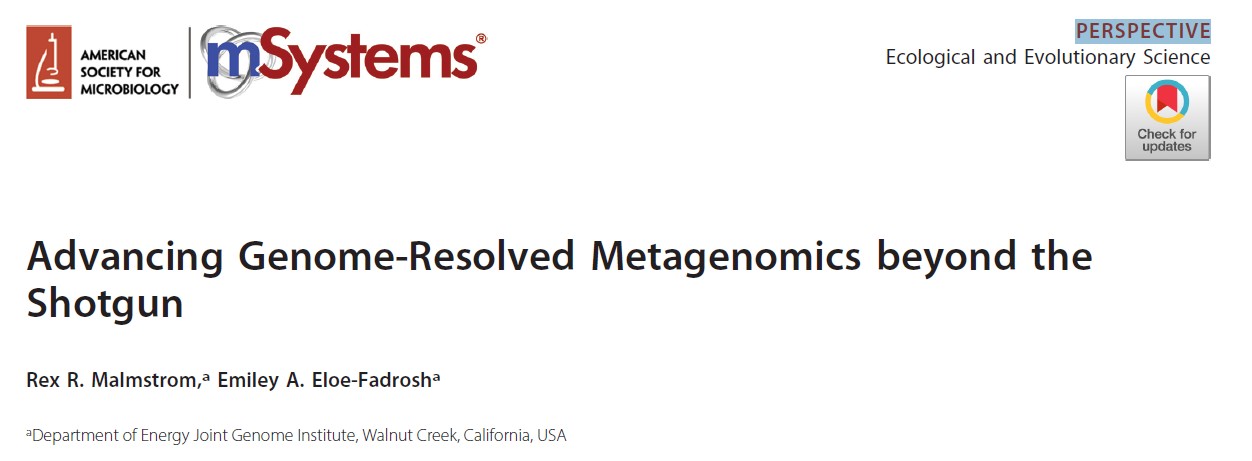 AMERICAN
SOCIETY FOR
MICROBIOLOGY
mSystems®
PERSPECTIVE
Ecological and Evolutionary Science
Check for
updates
Advancing Genome-Resolved Metagenomics beyond the
Shotgun
Rex R. Malmstrom,ᵃ Emiley A. Eloe-Fadroshᵃ
ᵃDepartment of Energy Joint Genome Institute, Walnut Creek, California, USA